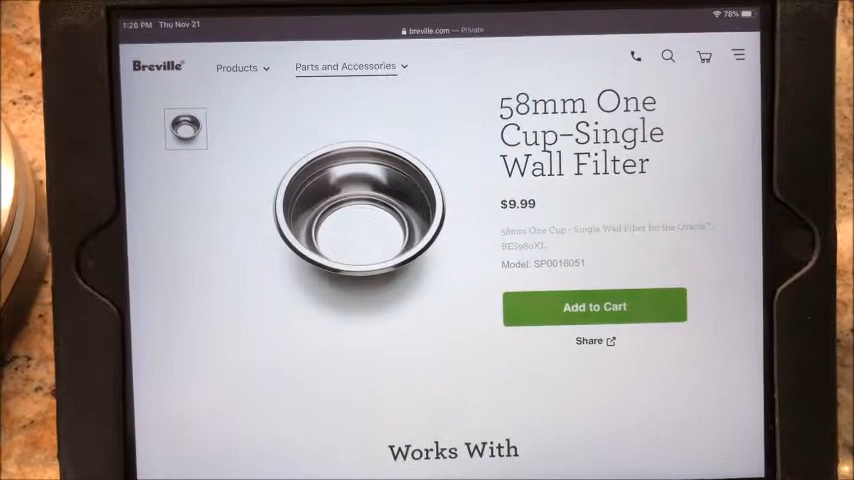 1:26 PM Thu Nov 21
78%
breville.com — Private
Breville
Products
Parts and Accessories
58mm One
Cup-Single
Wall Filter
$9.99
58mm One Cup - Single Wall Filter for the Oracle™,
BES980XL.
Model: SP0016051
Add to Cart
Share
Works With